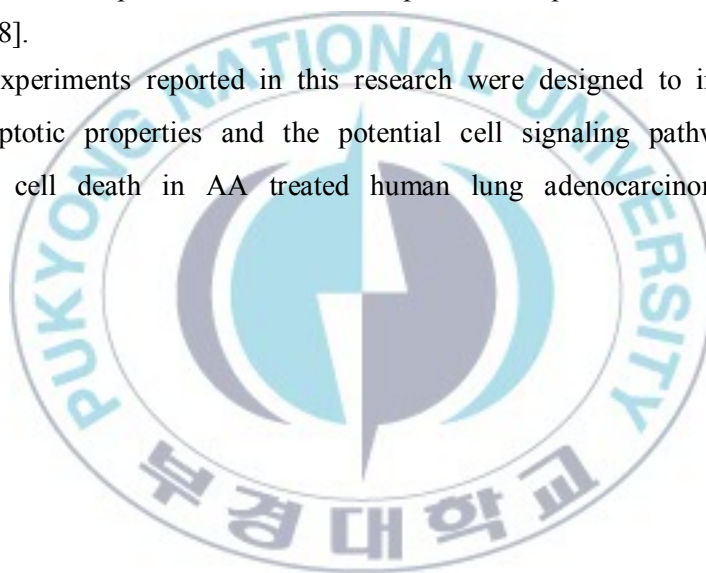 8].
xperiments reported in this research were designed to i
ptotic properties and the potential cell signaling pathw
cell death in AA treated human lung adenocarcinor
PUKYONG NATIONAL UNIVERSITY
부경대학교